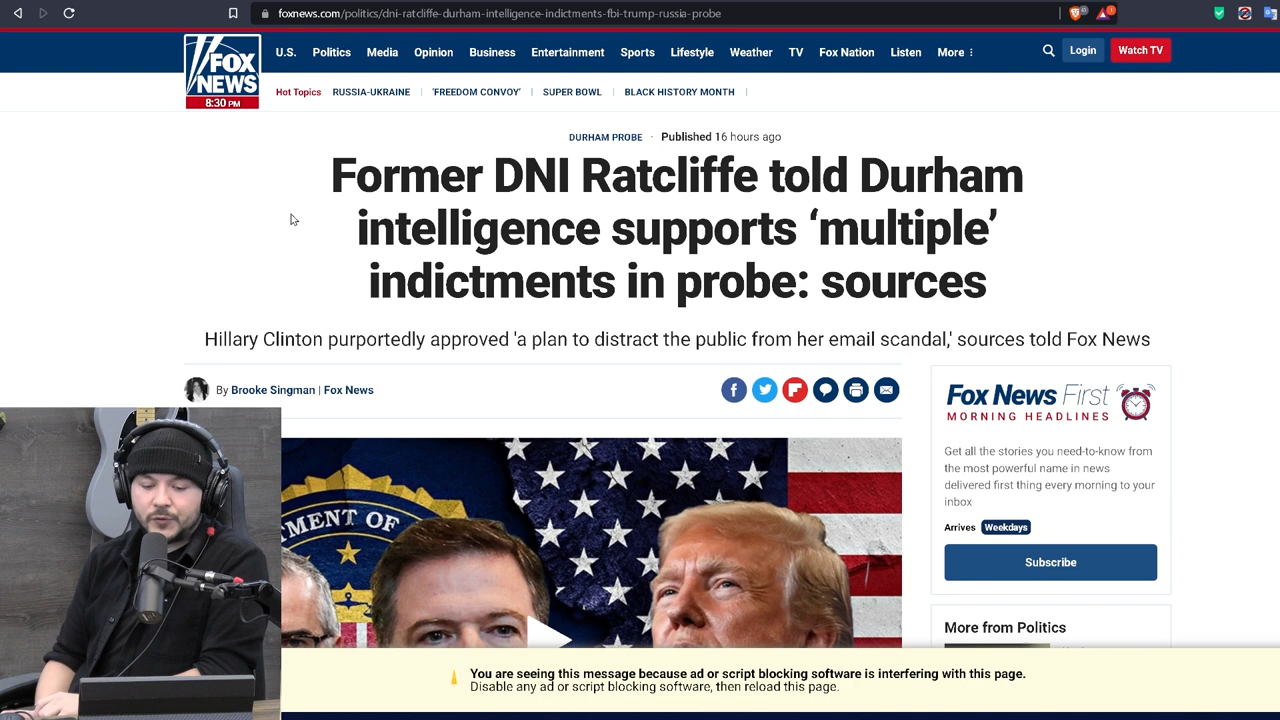 foxnews.com/politics/dni-ratcliffe-durham-intelligence-indictments-fbi-trump-russia-probe
FOX
NEWS
8:30 PM
U.S. Politics Media Opinion Business Entertainment Sports Lifestyle Weather TV Fox Nation Listen More
Login
Watch TV
Hot Topics RUSSIA-UKRAINE 'FREEDOM CONVOY' SUPER BOWL BLACK HISTORY MONTH
DURHAM PROBE · Published 16 hours ago
Former DNI Ratcliffe told Durham
intelligence supports ‘multiple’
indictments in probe: sources
Hillary Clinton purportedly approved 'a plan to distract the public from her email scandal,' sources told Fox News
By Brooke Singman | Fox News
MENT OF
Fox News First
MORNING HEADLINES
Get all the stories you need-to-know from
the most powerful name in news
delivered first thing every morning to your
inbox
Arrives Weekdays
Subscribe
More from Politics
You are seeing this message because ad or script blocking software is interfering with this page.
Disable any ad or script blocking software, then reload this page.